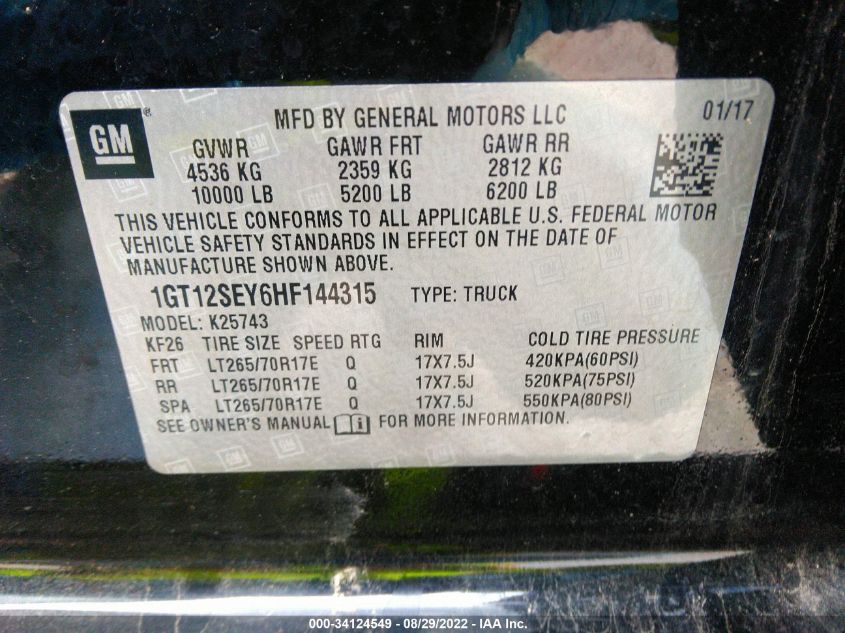 GM
®
MFD BY GENERAL MOTORS LLC 01/17
GVWR GAWR FRT GAWR RR
4536 KG 2359 KG 2812 KG
10000 LB 5200 LB 6200 LB
THIS VEHICLE CONFORMS TO ALL APPLICABLE U.S. FEDERAL MOTOR
VEHICLE SAFETY STANDARDS IN EFFECT ON THE DATE OF
MANUFACTURE SHOWN ABOVE.
1GT12SEY6HF144315 TYPE: TRUCK
MODEL: K25743
KF26 TIRE SIZE SPEED RTG RIM COLD TIRE PRESSURE
FRT LT265/70R17E Q 17X7.5J 420KPA(60PSI)
RR LT265/70R17E Q 17X7.5J 520KPA(75PSI)
SPA LT265/70R17E Q 17X7.5J 550KPA(80PSI)
SEE OWNER'S MANUAL i FOR MORE INFORMATION.
000-34124549 - 08/29/2022 - IAA Inc.